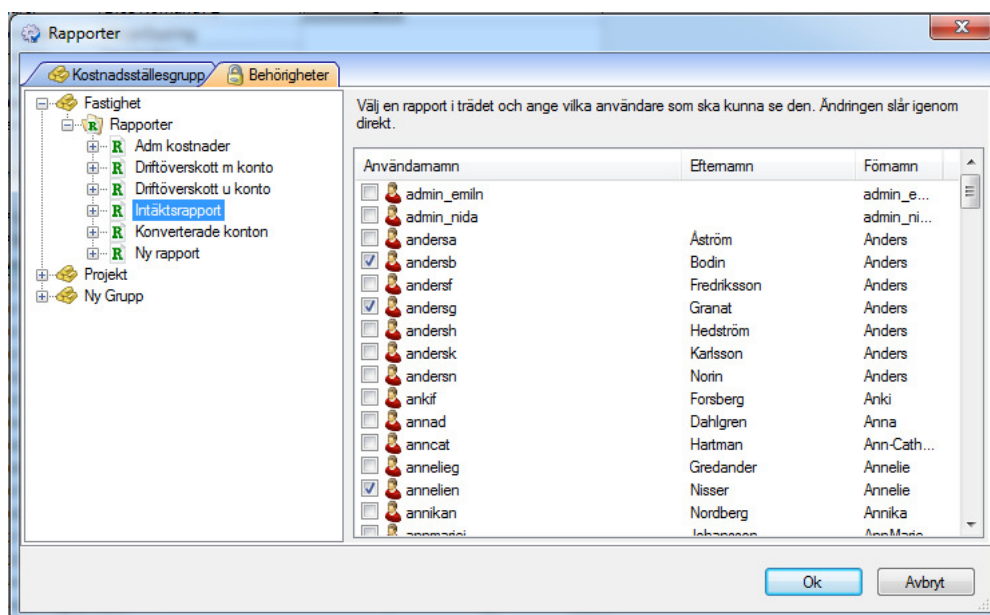 Rapporter
Kostnadsställesgrupp Behörigheter
Fastighet
Rapporter
Adm kostnader
Driftöverskott m konto
Driftöverskott u konto
Intäktsrapport
Konverterade konton
Ny rapport
Projekt
Ny Grupp
Välj en rapport i trädet och ange vilka användare som ska kunna se den. Ändringen slår igenom
direkt.
Användarnamn Efternamn Förnamn
admin_emiln admin_e...
admin_nida admin_ni...
andersa Åström Anders
andersb Bodin Anders
andersf Fredriksson Anders
andersg Granat Anders
andersh Hedström Anders
andersk Karlsson Anders
andersn Norin Anders
ankif Forsberg Anki
annad Dahlgren Anna
anncat Hartman Ann-Cath...
annelieg Gredander Annelie
annelien Nisser Annelie
annikan Nordberg Annika
Ok Avbryt